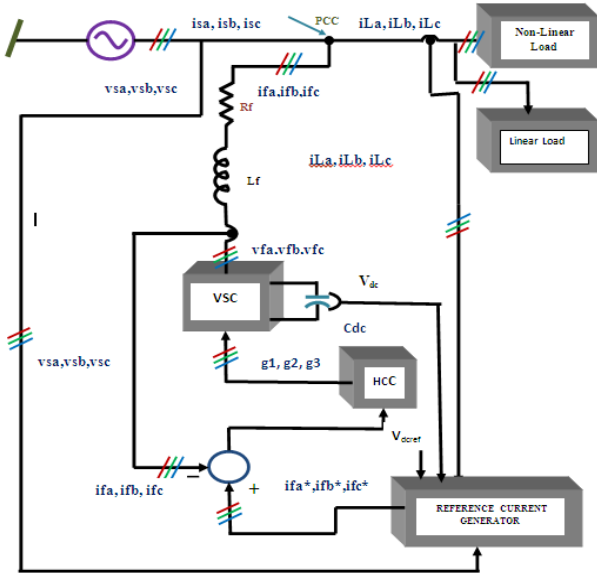 isa, isb, isc
PCC
iLa, iLb, iLc
Non-Linear
Load
vsa,vsb,vsc
ifa,ifb,ifc
Rf
Linear Load
iLa, iLb, iLc
Lf
vfa,vfb,vfc
VSC
Vdc
Cdc
vsa,vsb,vsc
g1, g2, g3
HCC
Vdcref
−
+
ifa, ifb, ifc
ifa*,ifb*,ifc*
REFERENCE CURRENT
GENERATOR